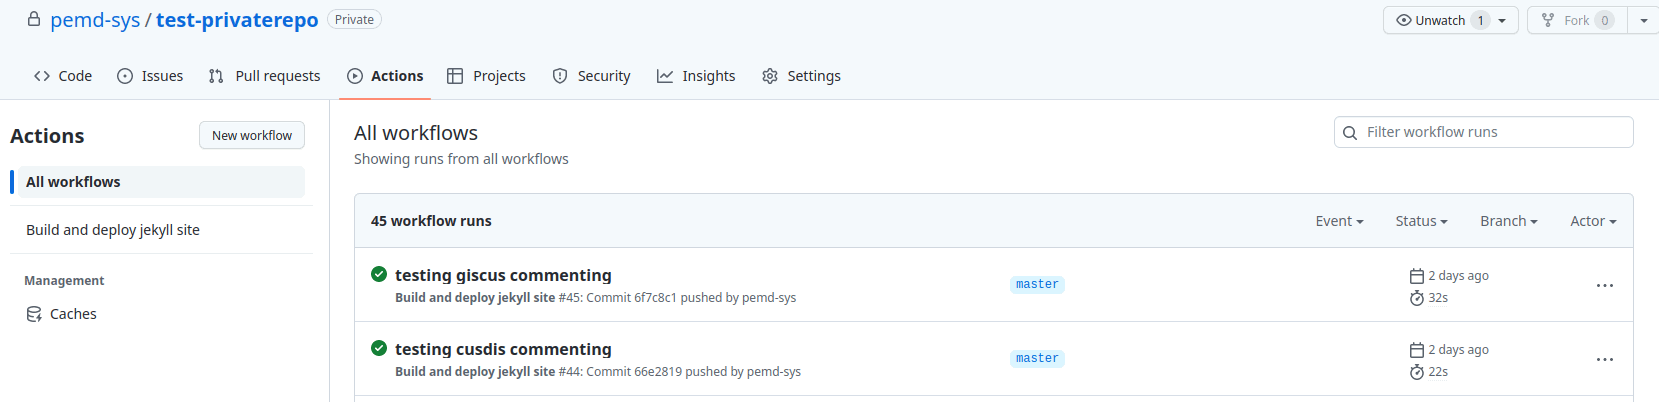 pemd-sys / test-privaterepo Private Unwatch 1 Fork 0
Code Issues Pull requests Actions Projects Security Insights Settings
Actions New workflow
All workflows
Build and deploy jekyll site
Management
Caches
All workflows
Filter workflow runs
Showing runs from all workflows
45 workflow runs Event Status Branch Actor
testing giscus commenting
Build and deploy jekyll site #45: Commit 6f7c8c1 pushed by pemd-sys
master
2 days ago
32s
testing cusdis commenting
Build and deploy jekyll site #44: Commit 66e2819 pushed by pemd-sys
master
2 days ago
22s